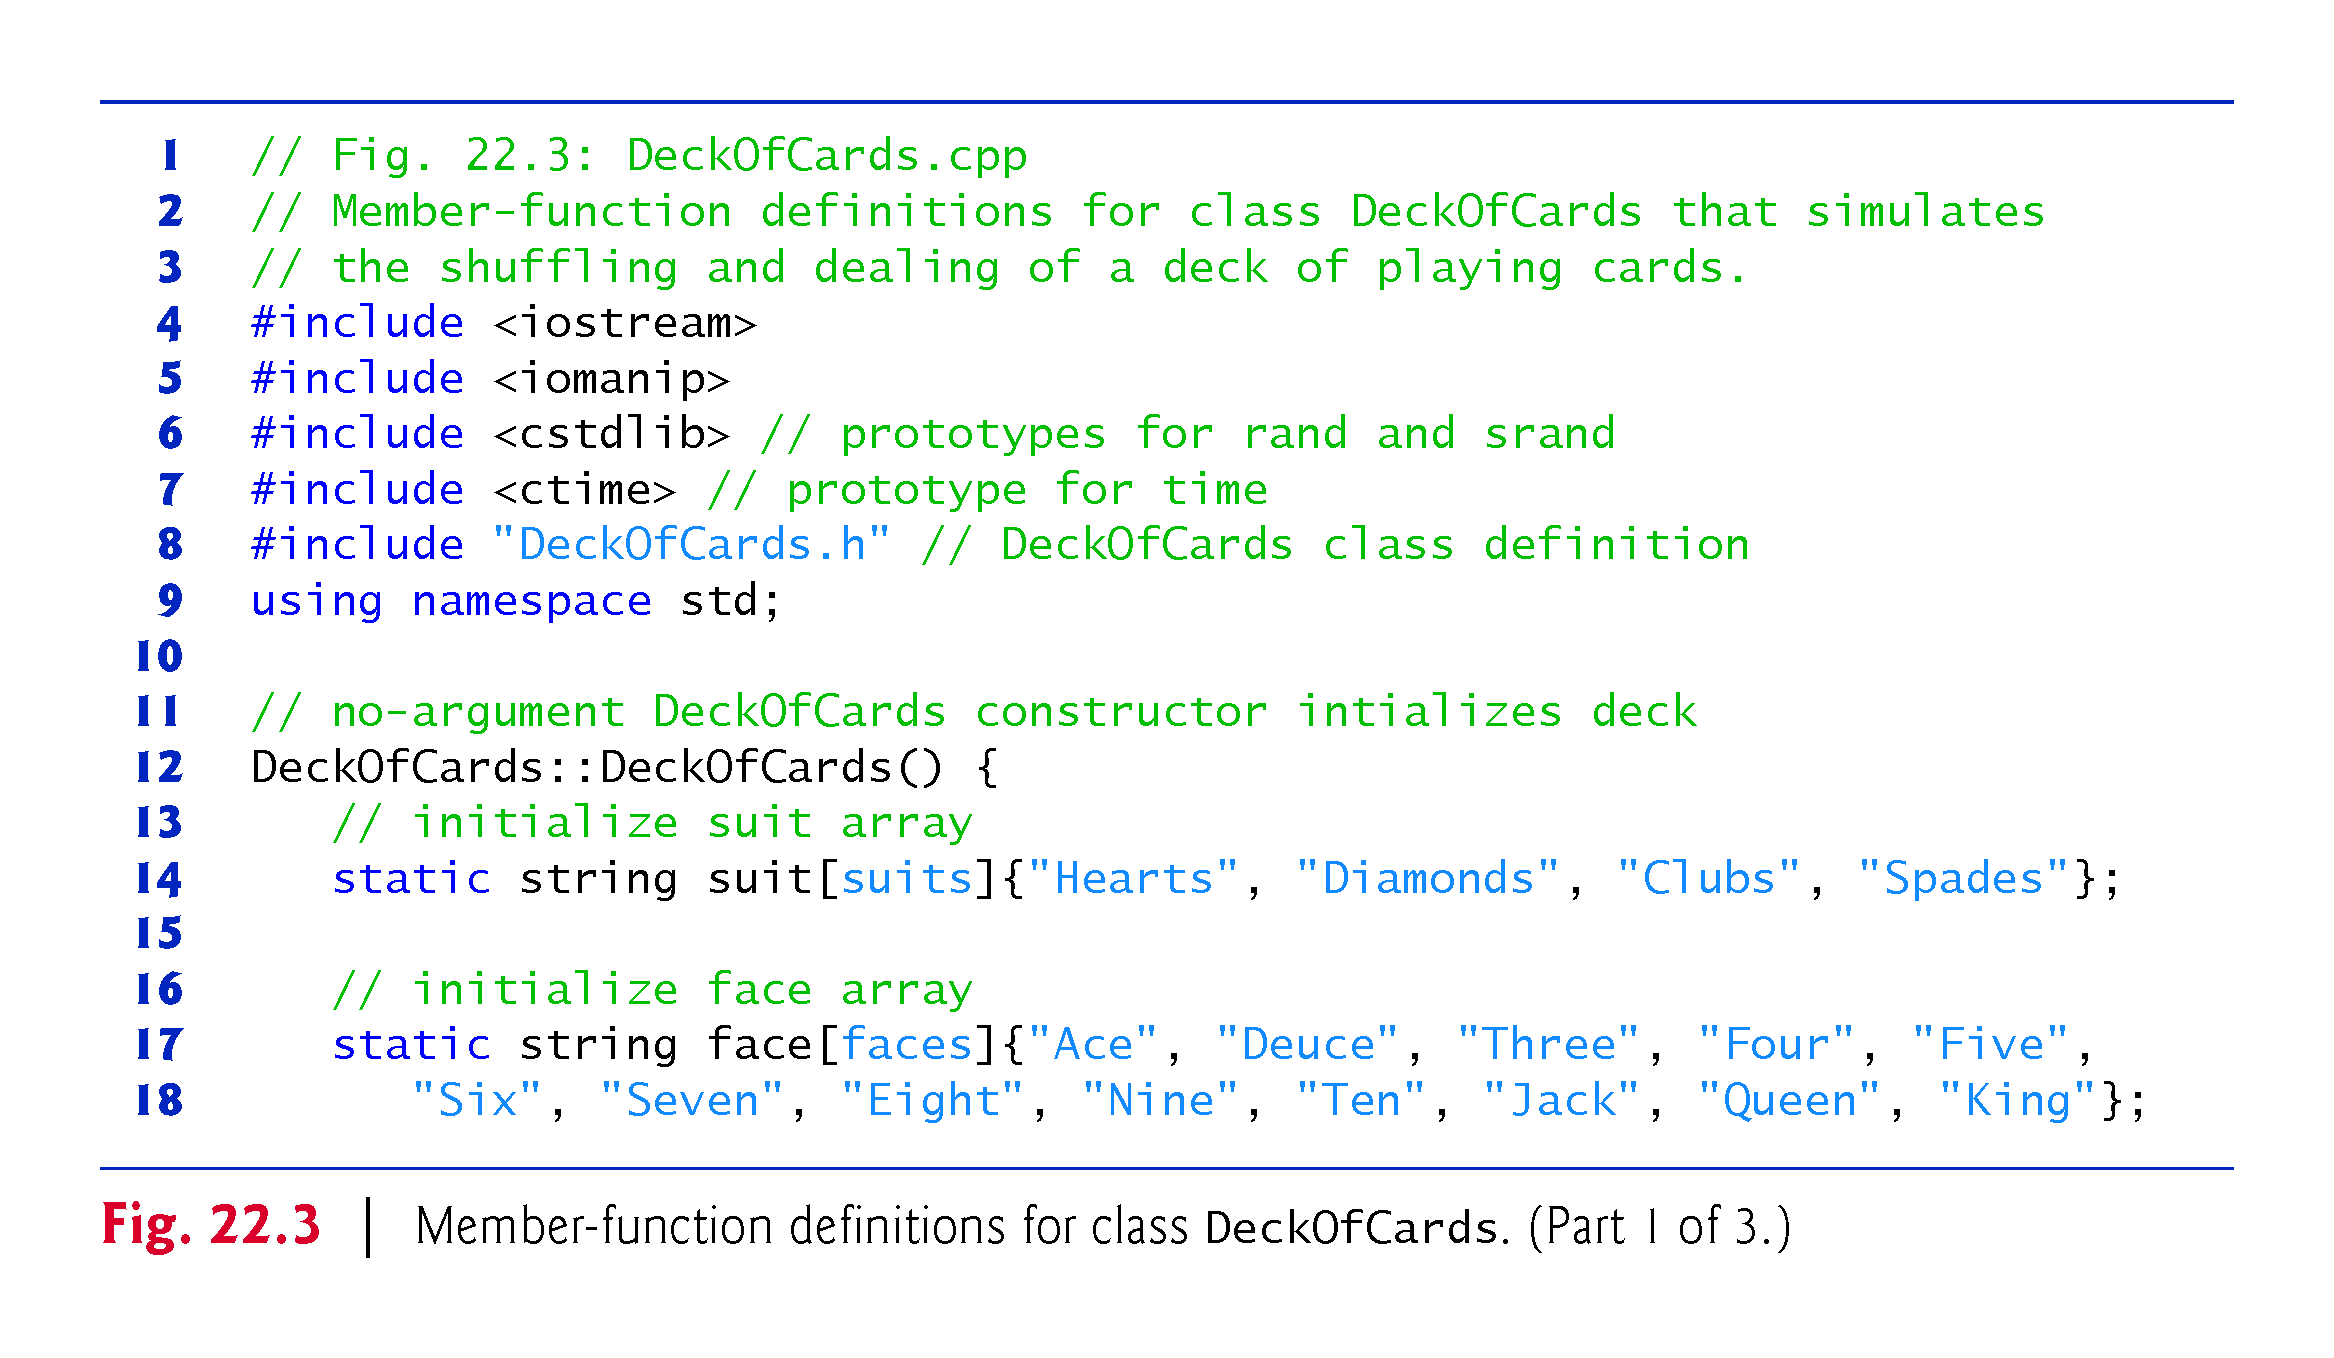 1 // Fig. 22.3: DeckOfCards.cpp
2 // Member-function definitions for class DeckOfCards that simulates
3 // the shuffling and dealing of a deck of playing cards.
4 #include <iostream>
5 #include <iomanip>
6 #include <cstdlib> // prototypes for rand and srand
7 #include <ctime> // prototype for time
8 #include "DeckOfCards.h" // DeckOfCards class definition
9 using namespace std;
10
11 // no-argument DeckOfCards constructor intializes deck
12 DeckOfCards::DeckOfCards() {
13    // initialize suit array
14    static string suit[suits]{"Hearts", "Diamonds", "Clubs", "Spades"};
15
16    // initialize face array
17    static string face[faces]{"Ace", "Deuce", "Three", "Four", "Five",
18       "Six", "Seven", "Eight", "Nine", "Ten", "Jack", "Queen", "King"};
Fig. 22.3 | Member-function definitions for class DeckOfCards. (Part 1 of 3.)